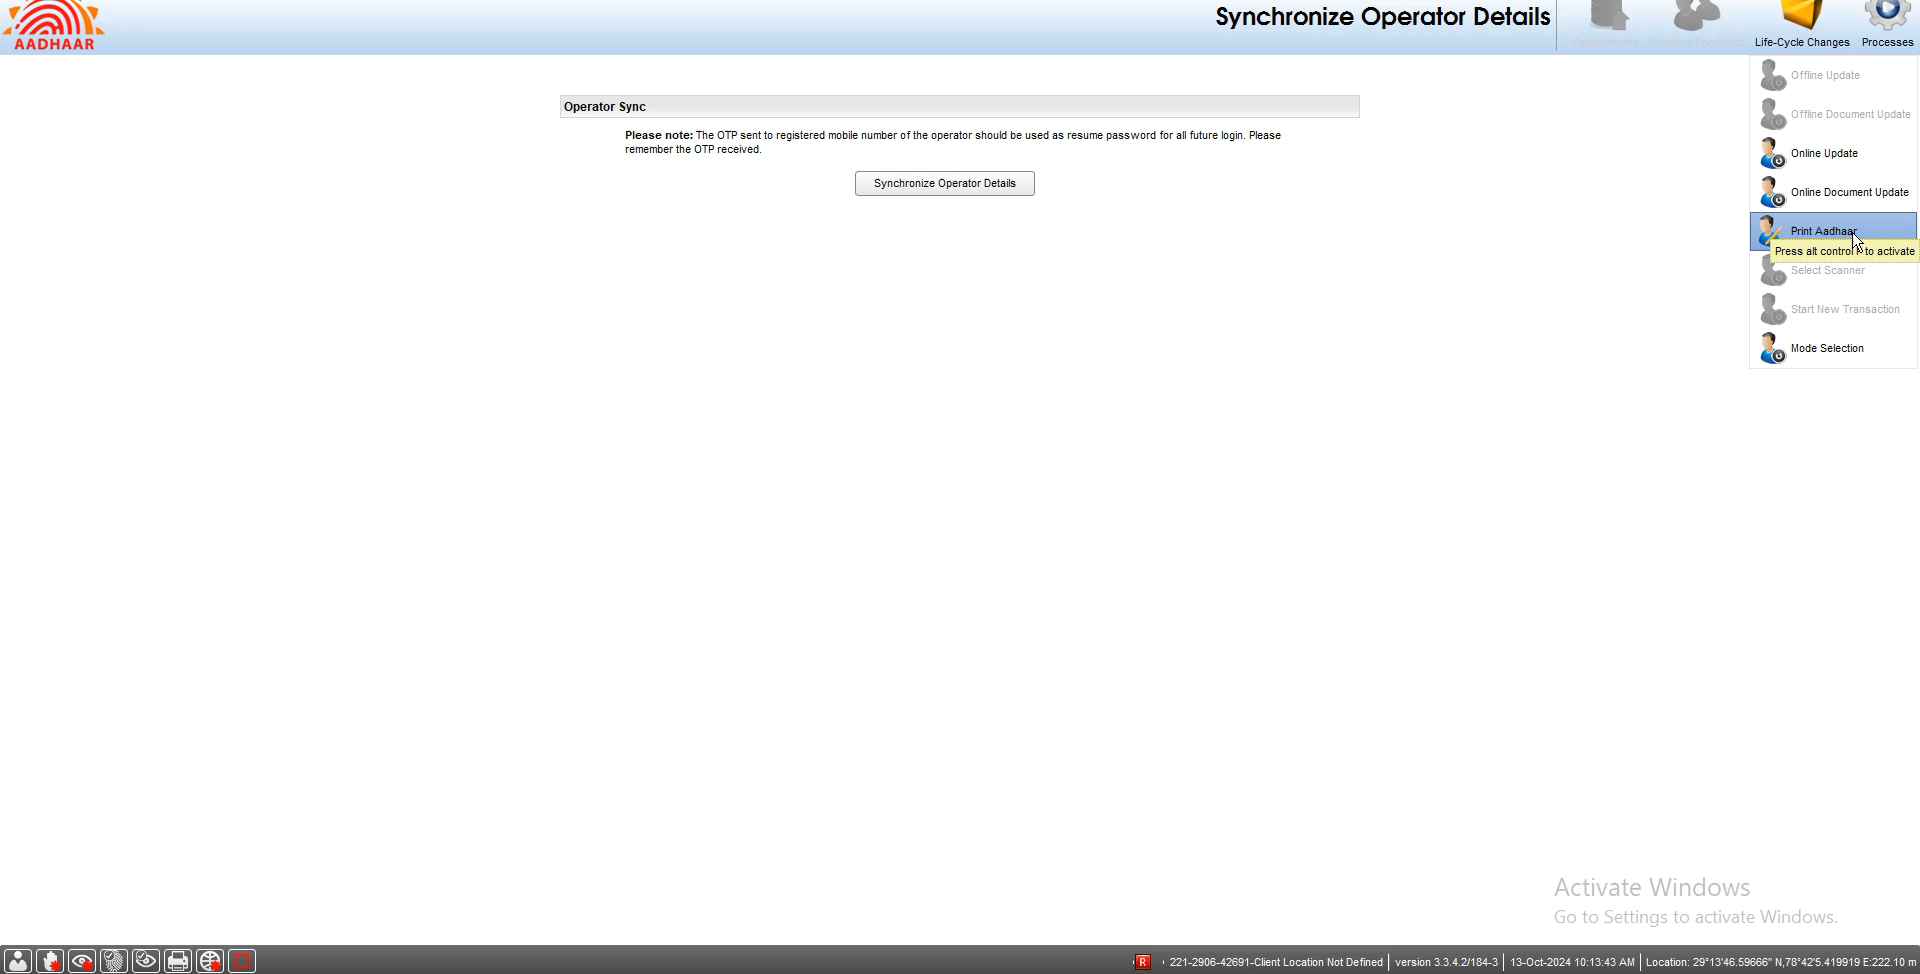 AADHAAR
Synchronize Operator Details
Appointments
Resident Enrolment
Life-Cycle Changes
Processes
Offline Update
Offline Document Update
Online Update
Online Document Update
Print Aadhaar
Press alt control to activate
Select Scanner
Start New Transaction
Mode Selection
Operator Sync
Please note: The OTP sent to registered mobile number of the operator should be used as resume password for all future login. Please
remember the OTP received.
Synchronize Operator Details
Activate Windows
Go to Settings to activate Windows.
R
221-2906-42691-Client Location Not Defined
version 3.3.4.2/184-3
13-Oct-2024 10:13:43 AM
Location: 29°13'46.59666" N,78°42'5.419919 E:222.10 m